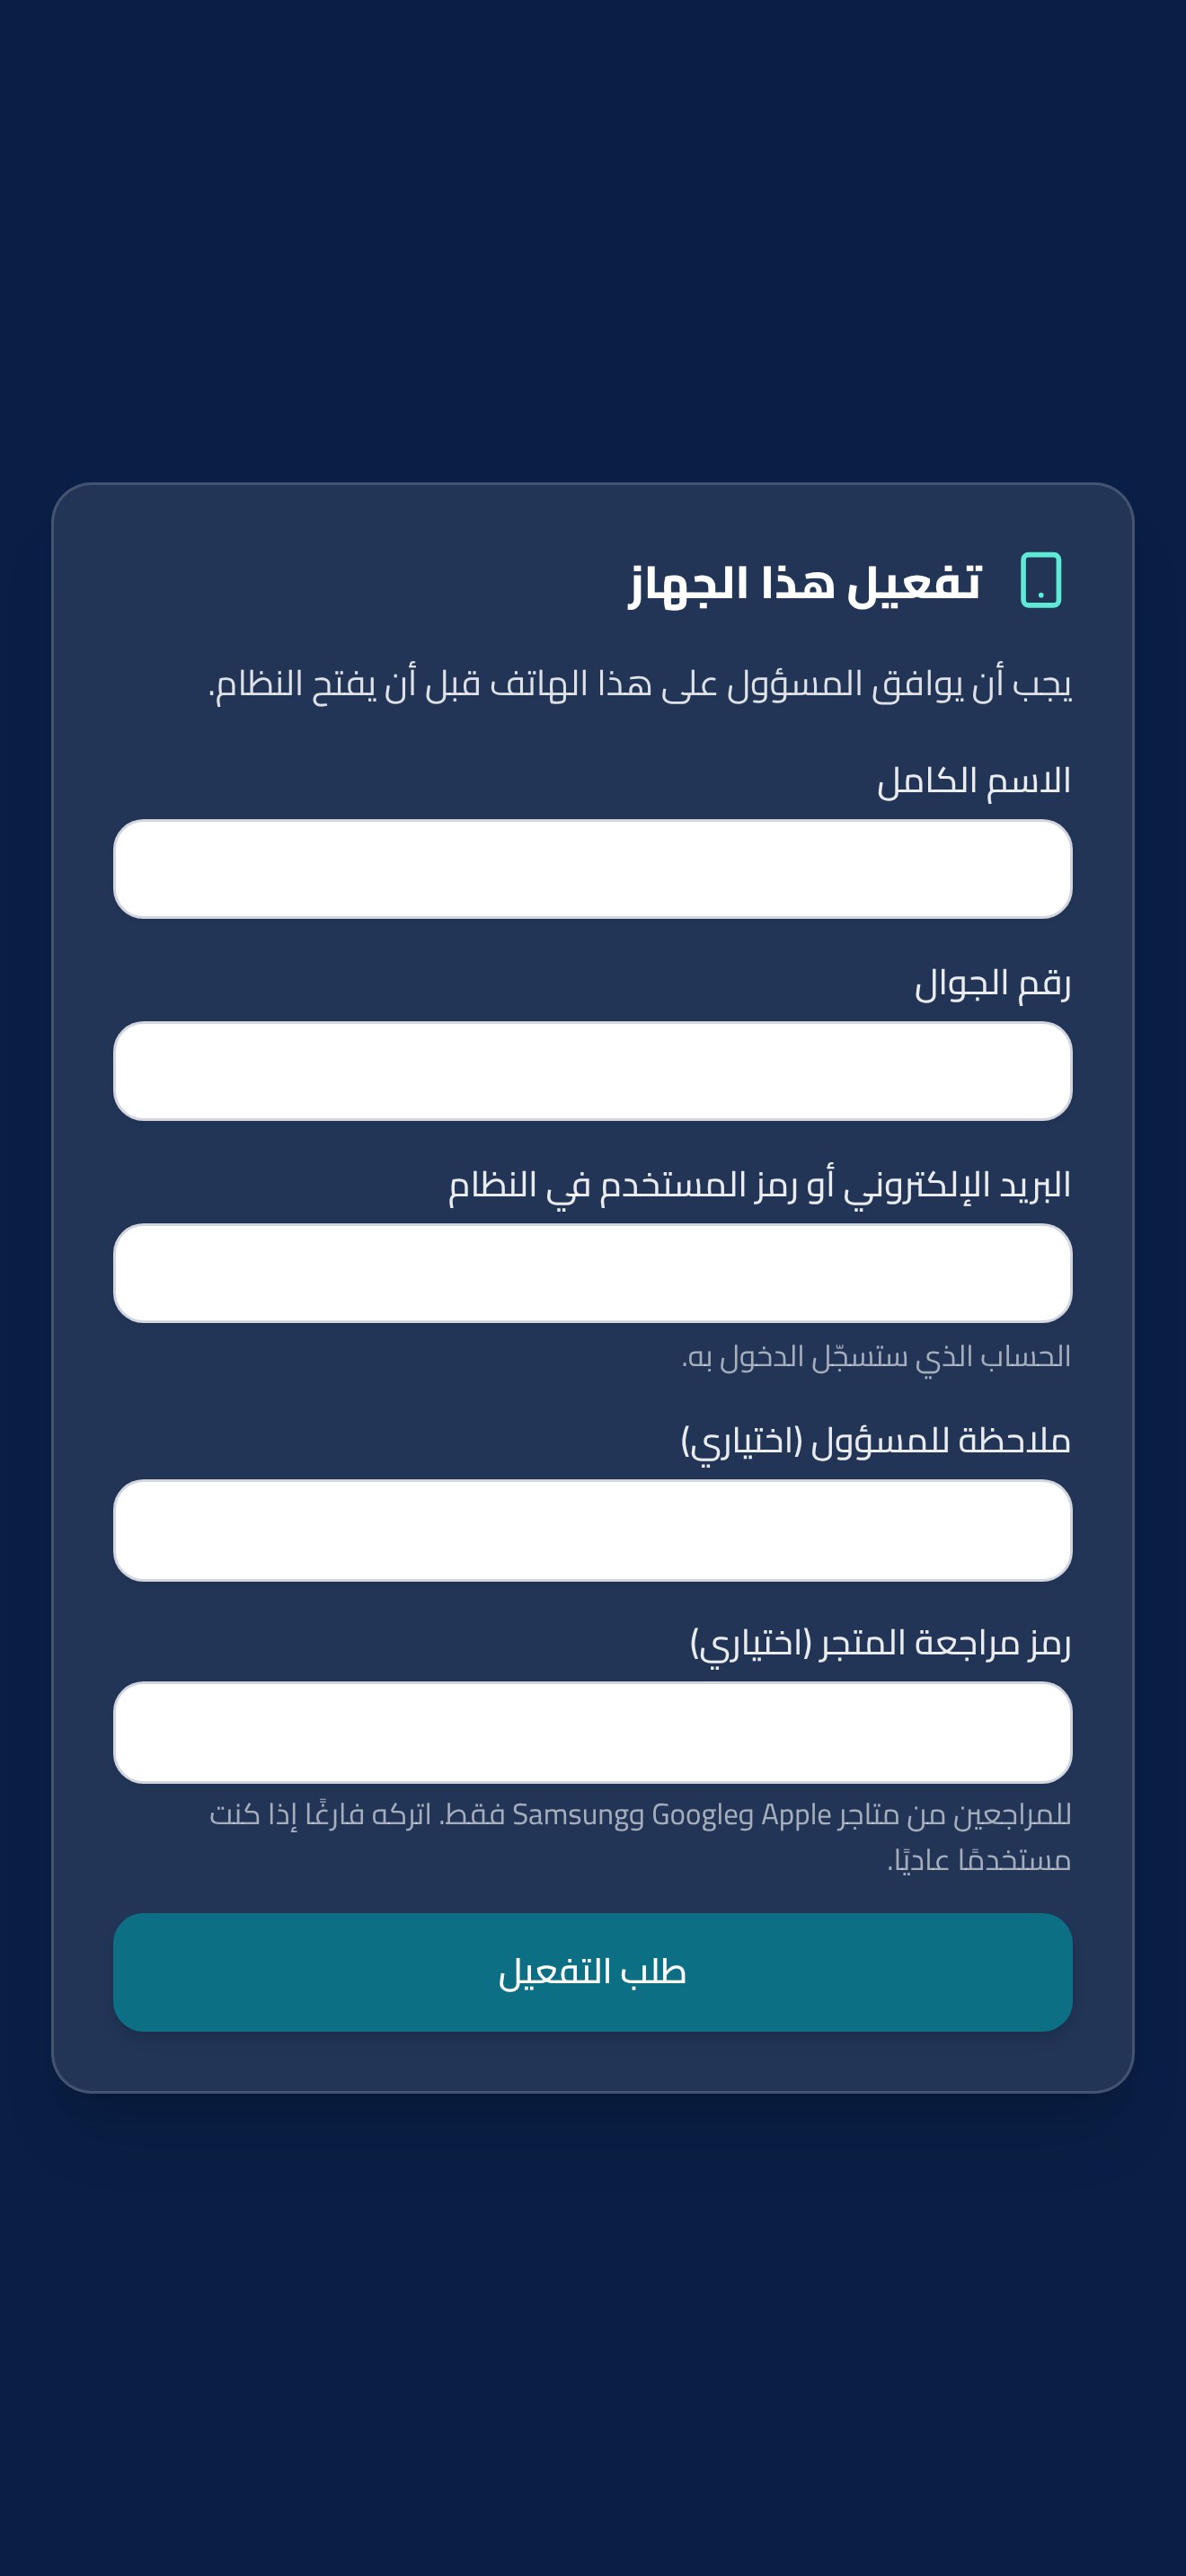 تفعيل هذا الجهاز
يجب أن يوافق المسؤول على هذا الهاتف قبل أن يفتح النظام.
الاسم الكامل
رقم الجوال
البريد الإلكتروني أو رمز المستخدم في النظام
الحساب الذي ستسجّل الدخول به.
ملاحظة للمسؤول (اختياري)
رمز مراجعة المتجر (اختياري)
للمراجعين من متاجر Apple وGoogle وSamsung فقط. اتركه فارغًا إذا كنت
مستخدمًا عاديًا.
طلب التفعيل